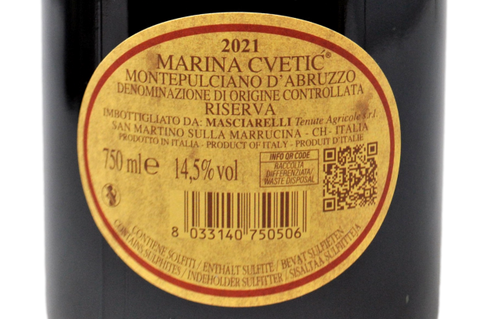 2021
MARINA CVETIĆ®
MONTEPULCIANO D'ABRUZZO
DENOMINAZIONE DI ORIGINE CONTROLLATA
RISERVA
IMBOTTIGLIATO DA: MASCIARELLI Tenute Agricole s.r.l
SAN MARTINO SULLA MARRUCINA - CH - ITALIA
PRODOTTO IN ITALIA - PRODUCT OF ITALY - PRODUIT D'ITALIE
750 ml e 14,5% vol
INFO QR CODE
RACCOLTA
DIFFERENZIATA/
WASTE DISPOSAL
8 033140 750506
CONTIENE SOLFITI / ENTHÄLT SULFITE / BEVAT SULFIETEN
CONTAINS SULPHITES / INDEHOLDER SULFITTER / SISÄLTÄÄ SULFIITTEJA